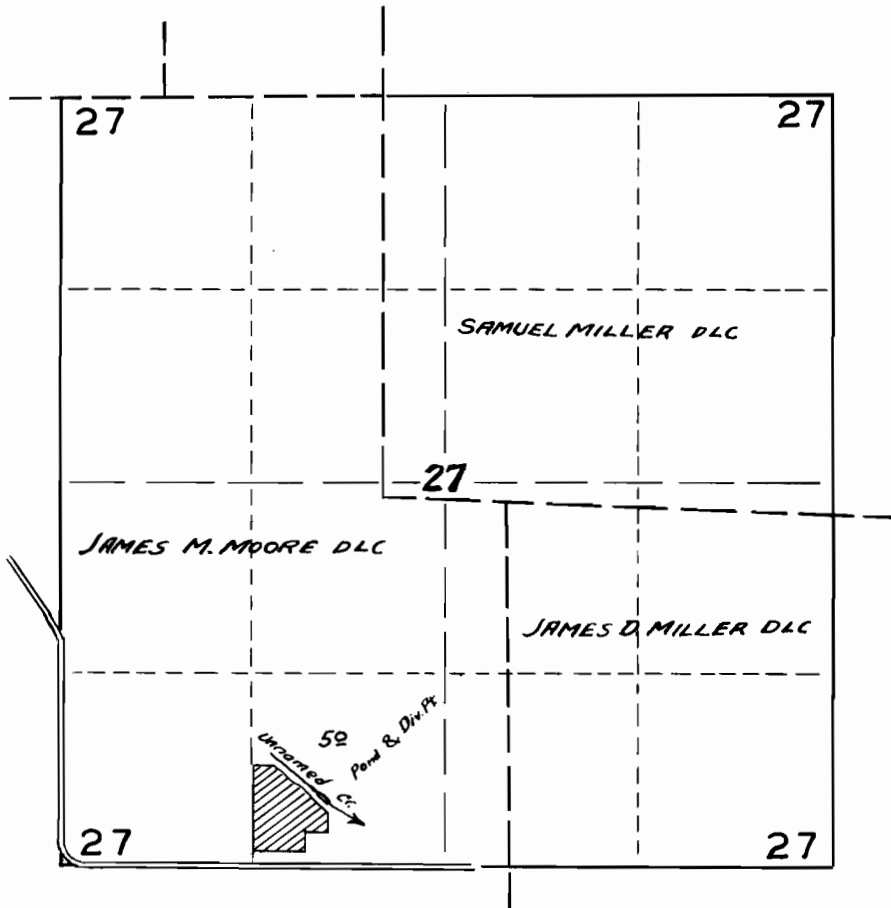 27
27
SAMUEL MILLER DLC
27
JAMES M. MOORE DLC
JAMES D. MILLER DLC
Unnamed Cr.
5º
Pond & Div. Pt
27
27